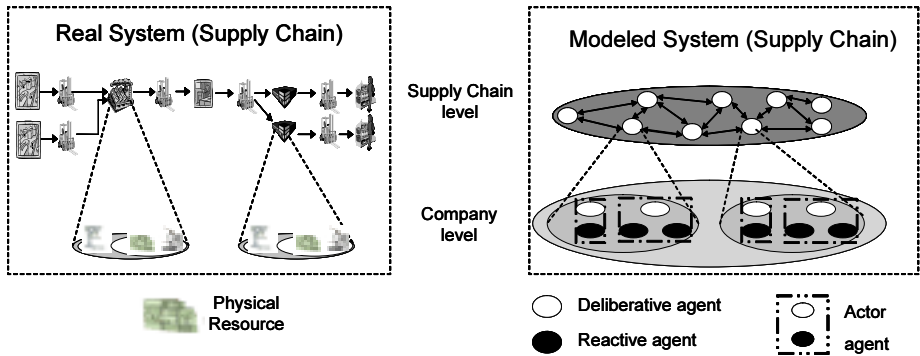 Real System (Supply Chain)
Modeled System (Supply Chain)
Supply Chain
level
Company
level
Physical
Resource
Deliberative agent
Reactive agent
Actor
agent